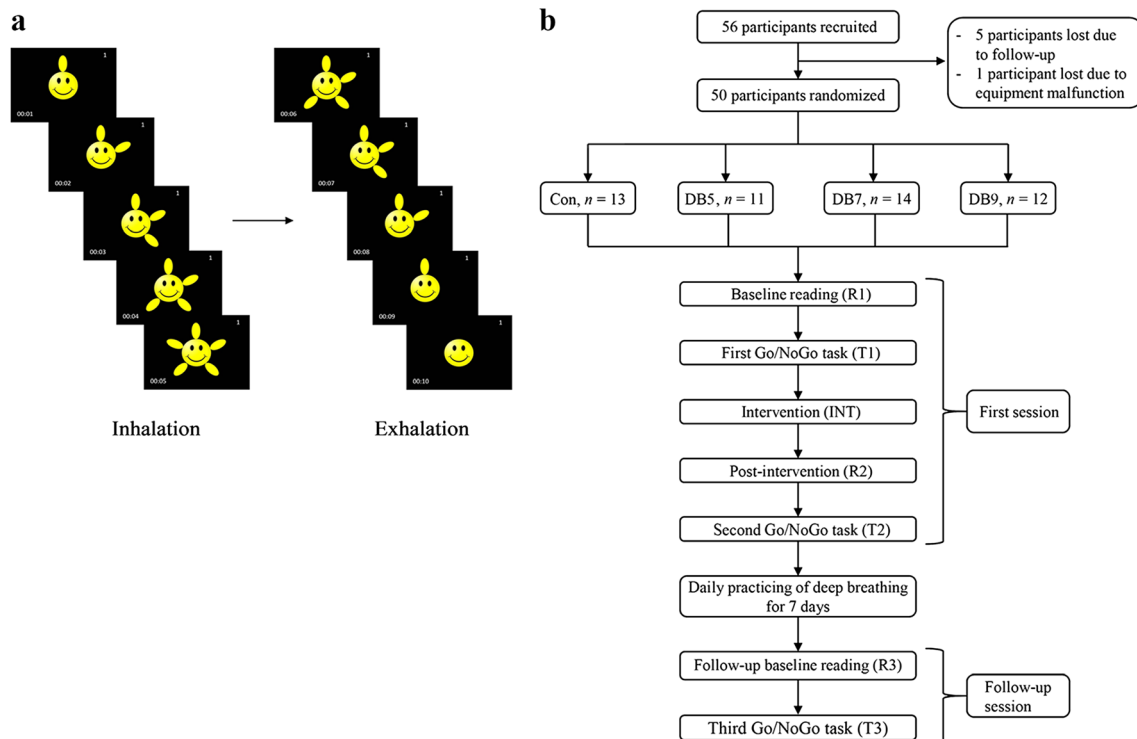 a
1
00:01
1
00:02
1
00:03
1
00:04
1
00:05
Inhalation
1
00:06
1
00:07
1
00:08
1
00:09
1
00:10
Exhalation
b
56 participants recruited
- 5 participants lost due
to follow-up
- 1 participant lost due to
equipment malfunction
50 participants randomized
Con, n = 13
DB5, n = 11
DB7, n = 14
DB9, n = 12
Baseline reading (R1)
First Go/NoGo task (T1)
Intervention (INT)
Post-intervention (R2)
Second Go/NoGo task (T2)
First session
Daily practicing of deep breathing
for 7 days
Follow-up baseline reading (R3)
Third Go/NoGo task (T3)
Follow-up
session